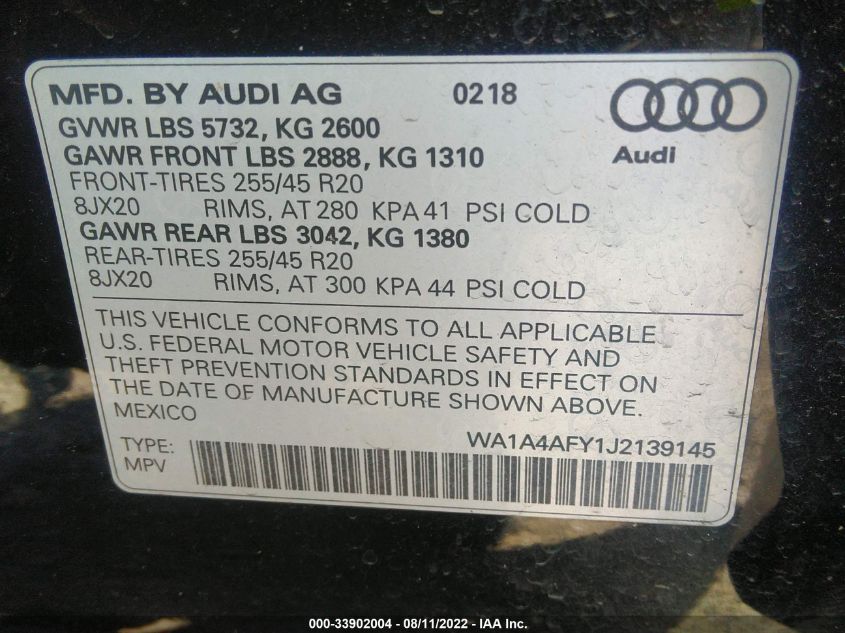 MFD. BY AUDI AG 0218
GVWR LBS 5732, KG 2600
GAWR FRONT LBS 2888, KG 1310
Audi
FRONT-TIRES 255/45 R20
8JX20 RIMS, AT 280 KPA 41 PSI COLD
GAWR REAR LBS 3042, KG 1380
REAR-TIRES 255/45 R20
8JX20 RIMS, AT 300 KPA 44 PSI COLD
THIS VEHICLE CONFORMS TO ALL APPLICABLE
U.S. FEDERAL MOTOR VEHICLE SAFETY AND
THEFT PREVENTION STANDARDS IN EFFECT ON
THE DATE OF MANUFACTURE SHOWN ABOVE.
MEXICO
WA1A4AFY1J2139145
TYPE:
MPV
000-33902004 - 08/11/2022 - IAA Inc.